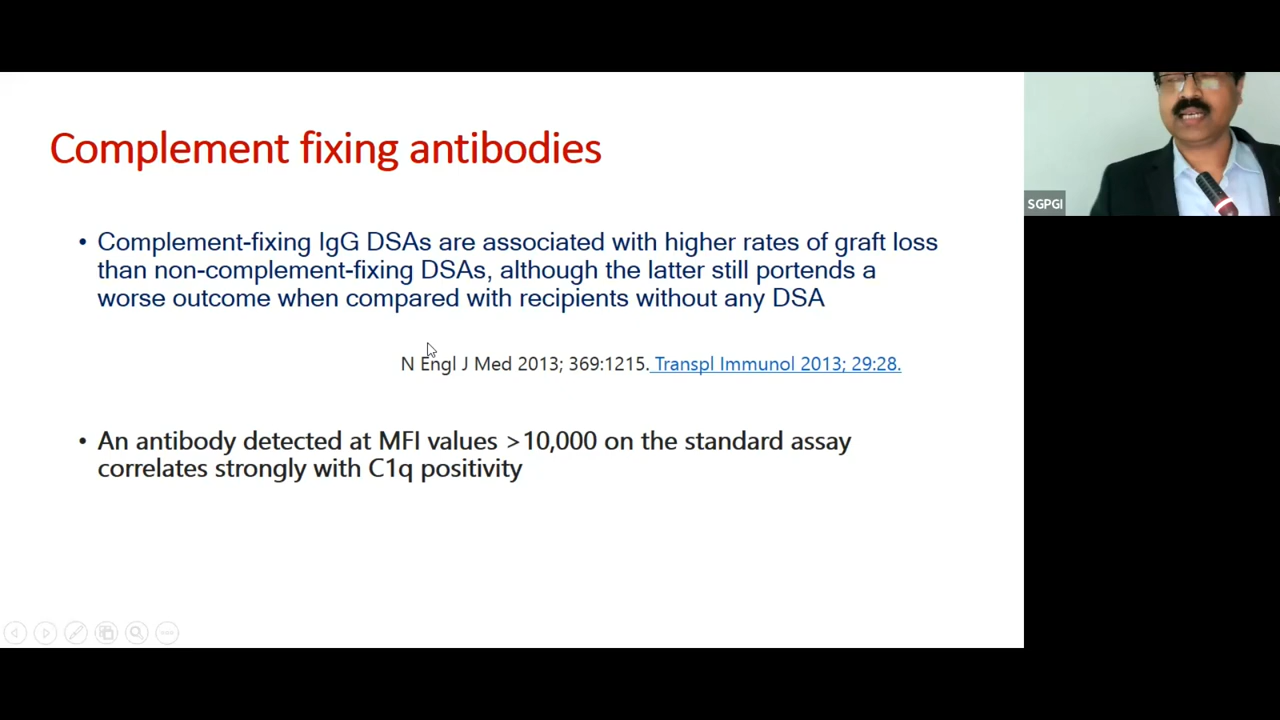 Complement fixing antibodies
SGPGI
• Complement-fixing IgG DSAs are associated with higher rates of graft loss
than non-complement-fixing DSAs, although the latter still portends a
worse outcome when compared with recipients without any DSA
N Engl J Med 2013; 369:1215. Transpl Immunol 2013; 29:28.
• An antibody detected at MFI values >10,000 on the standard assay
correlates strongly with C1q positivity